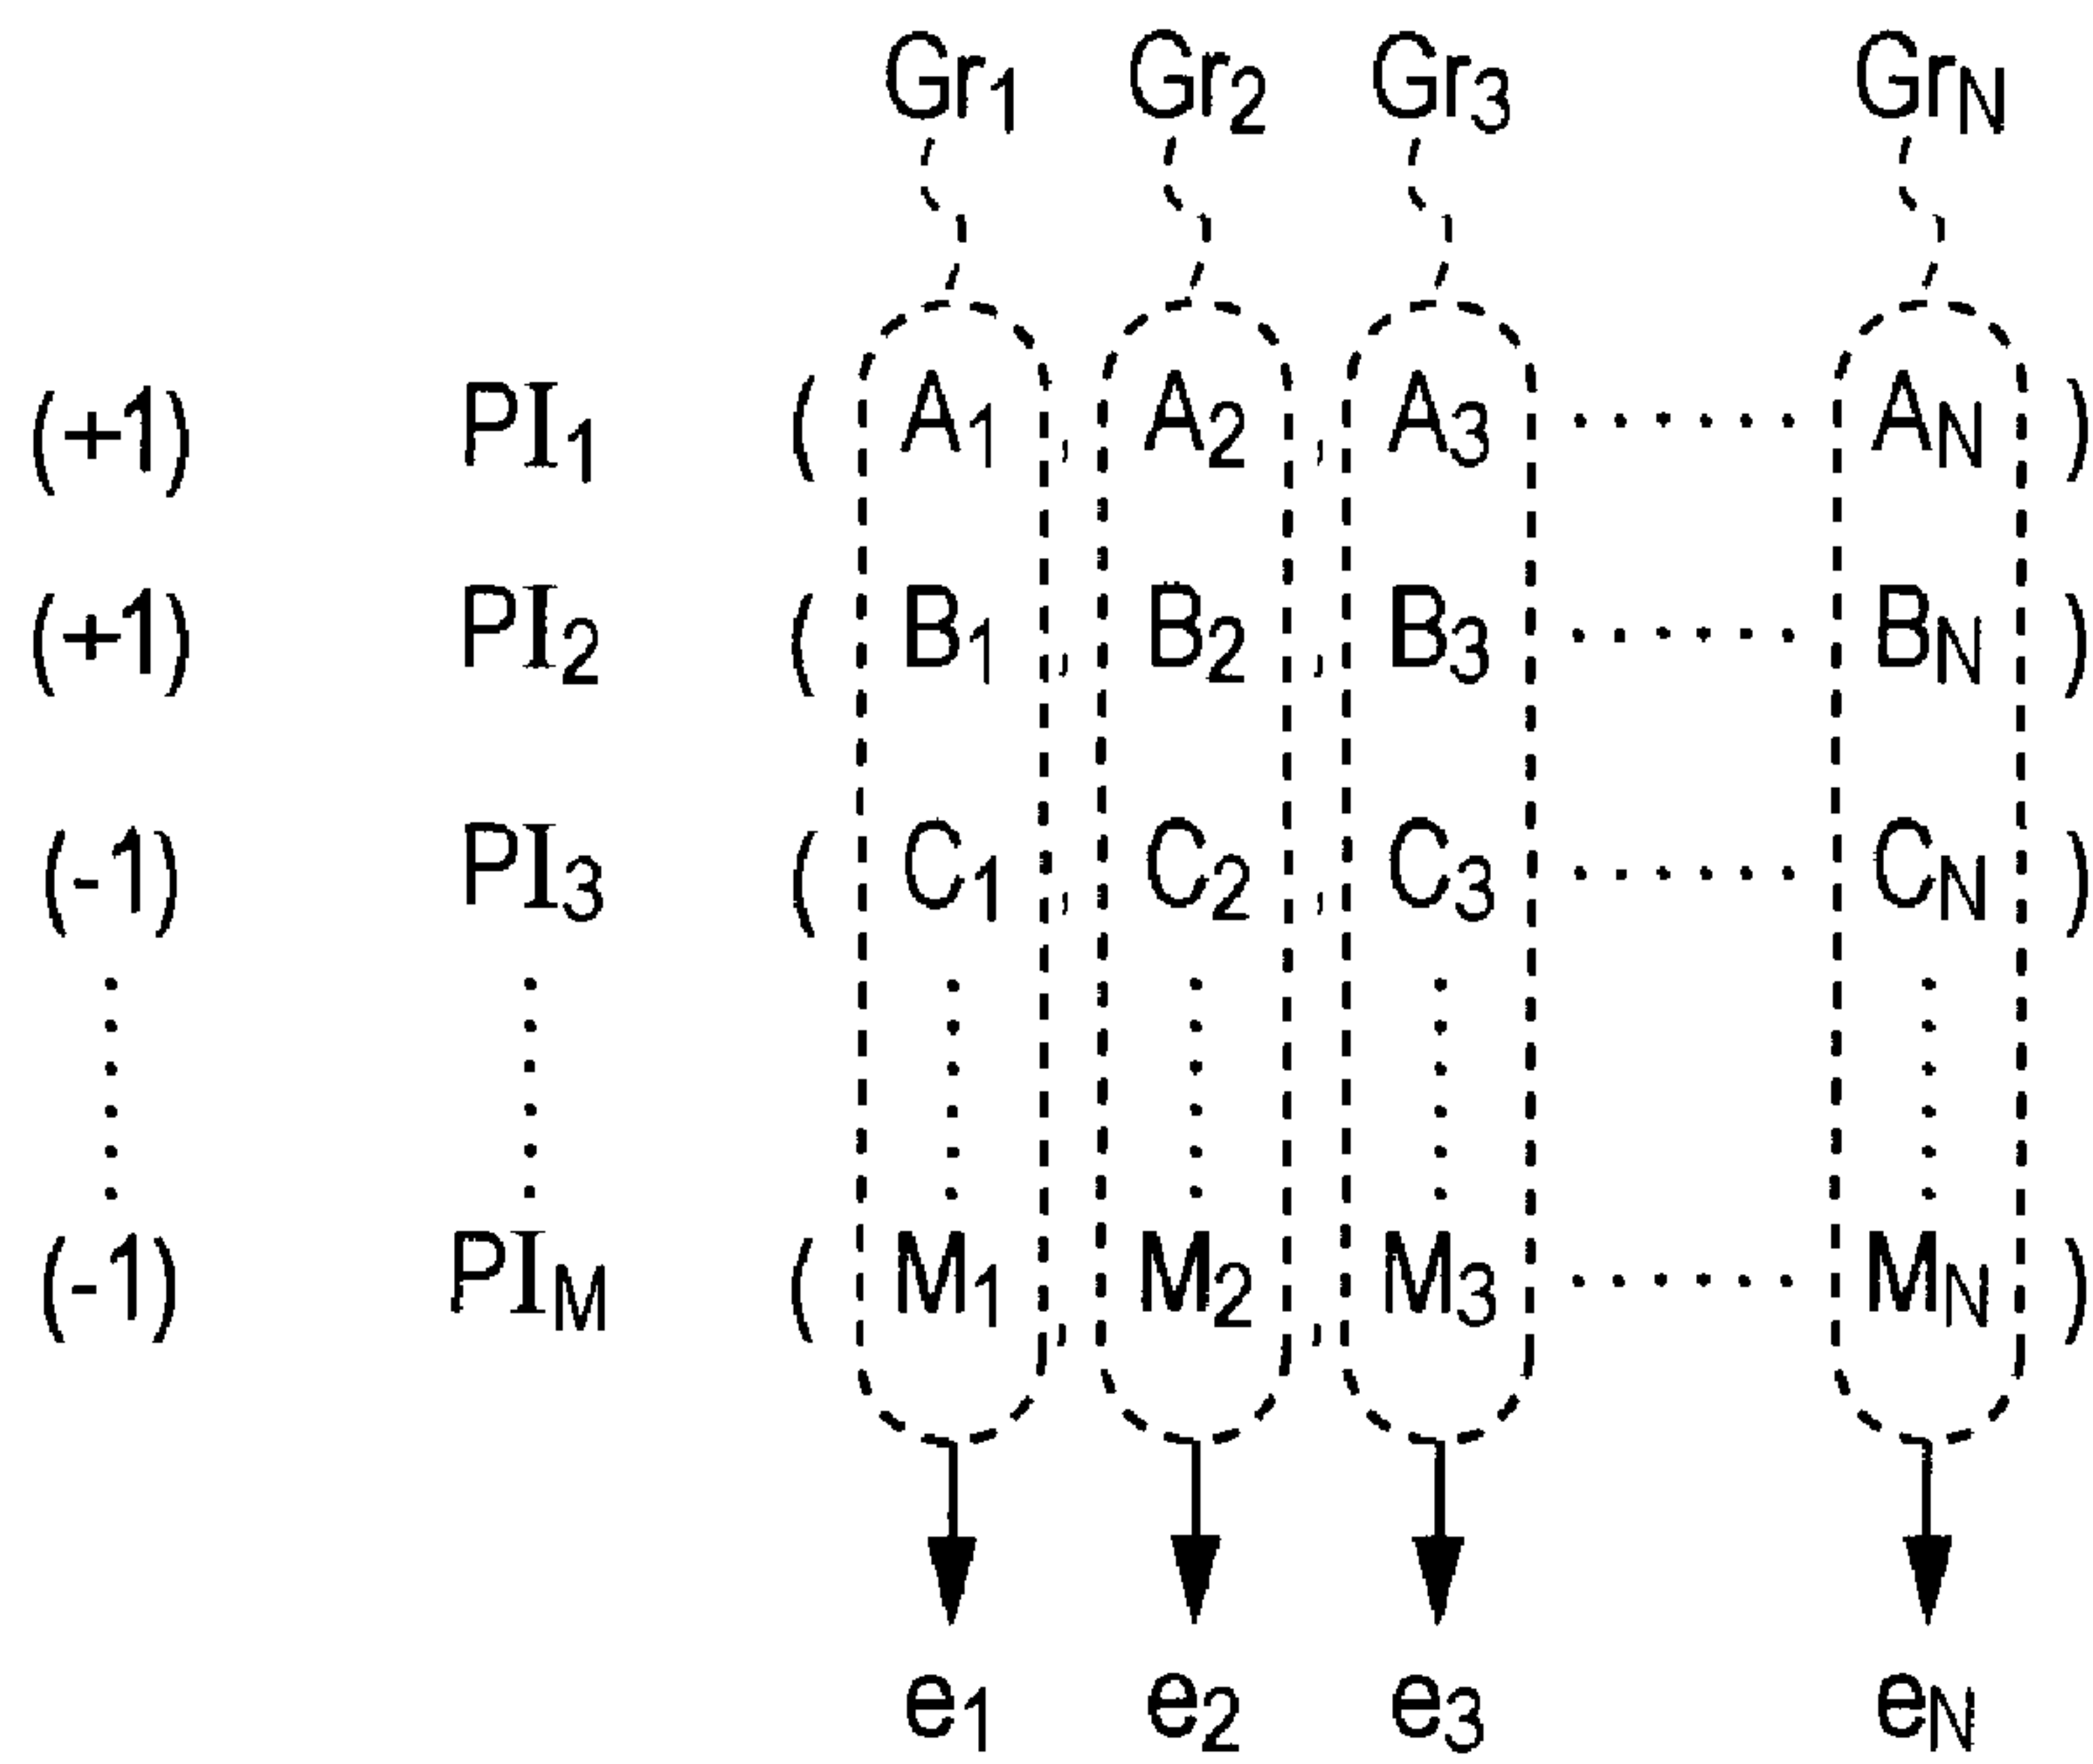 Gr1 Gr2 Gr3 GrN
(+1) PI1 ( A1, A2, A3 ...... AN )
(+1) PI2 ( B1, B2, B3 ...... BN )
(-1) PI3 ( C1, C2, C3 ...... CN )
(-1) PIM ( M1, M2, M3 ...... MN )
e1 e2 e3 eN